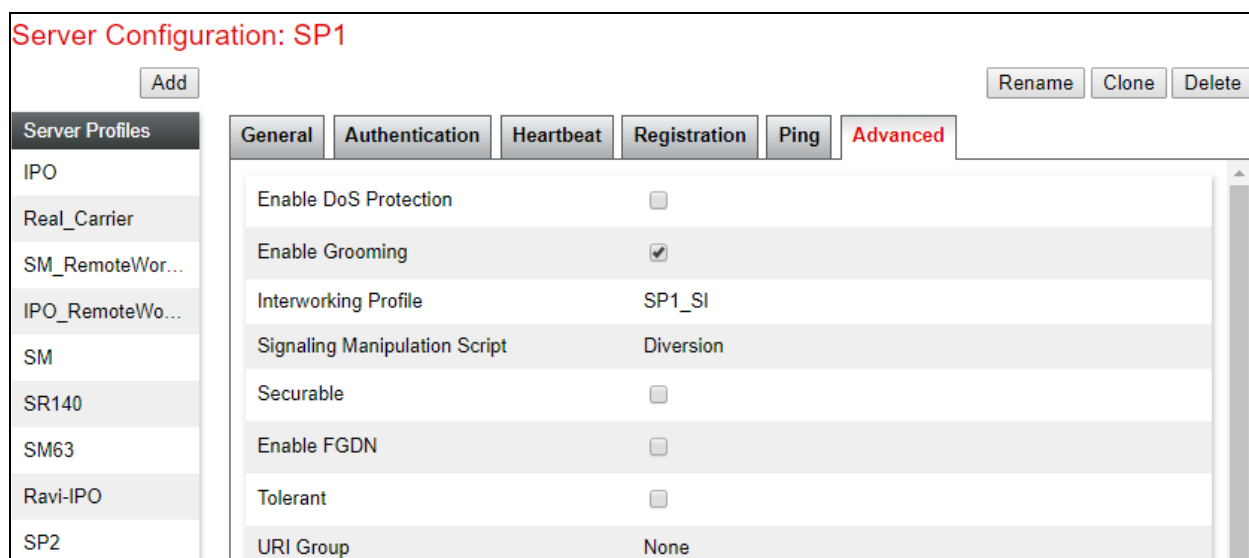 Server Configuration: SP1
Add
Rename Clone Delete
Server Profiles
IPO
Real_Carrier
SM_RemoteWor...
IPO_RemoteWo...
SM
SR140
SM63
Ravi-IPO
SP2
General Authentication Heartbeat Registration Ping Advanced
Enable DoS Protection
Enable Grooming
Interworking Profile SP1_SI
Signaling Manipulation Script Diversion
Securable
Enable FGDN
Tolerant
URI Group None